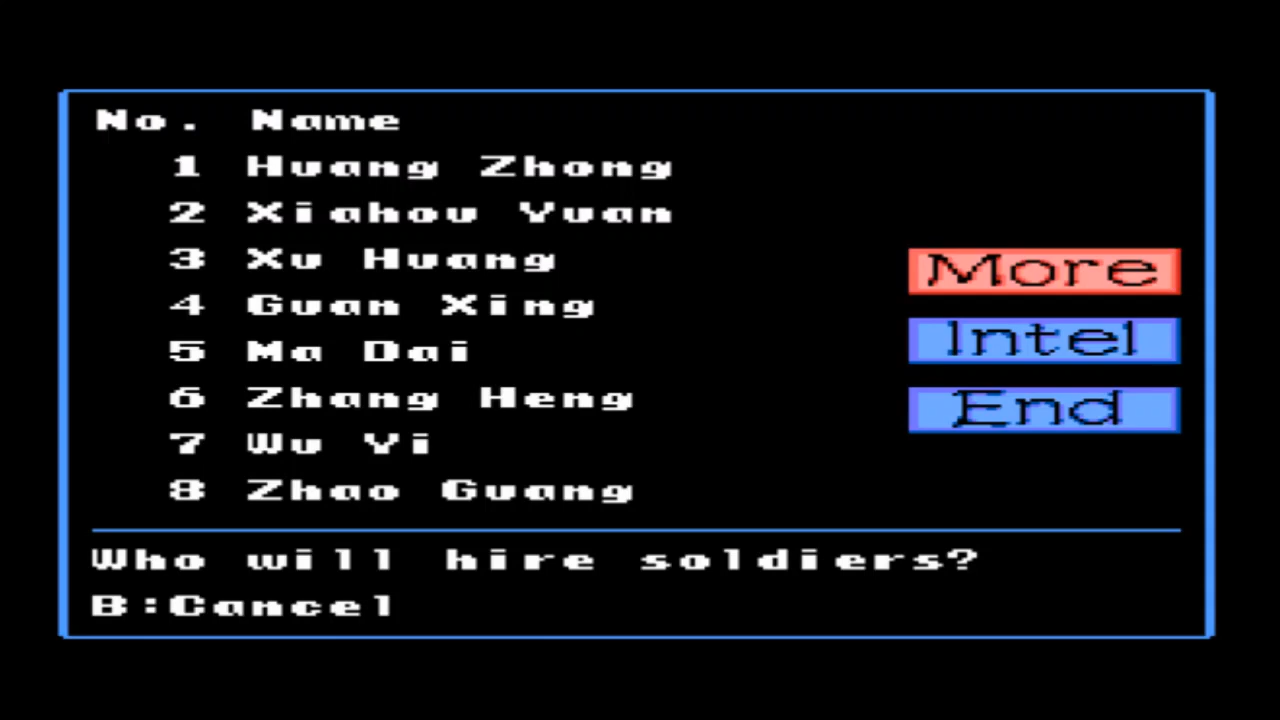 No. Name
1 Huang Zhong
2 Xiahou Yuan
3 Xu Huang
4 Guan Xing
5 Ma Dai
6 Zhang Heng
7 Wu Yi
8 Zhao Guang
More
Intel
End
Who will hire soldiers?
B:Cancel